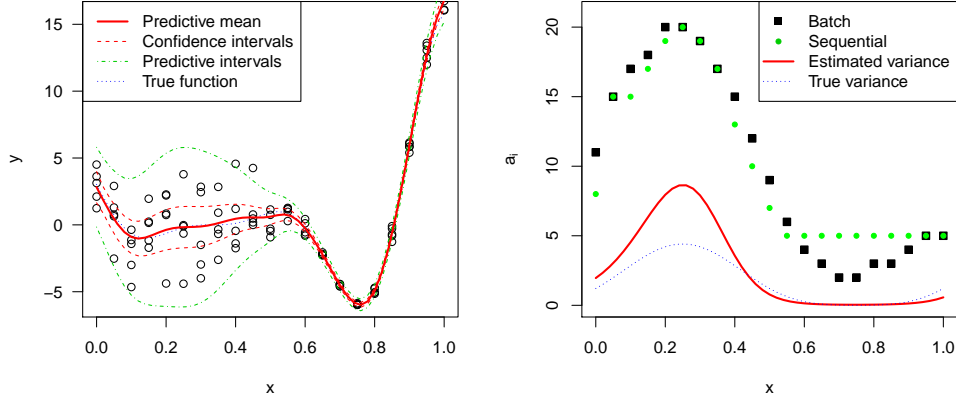 Predictive mean
Confidence intervals
Predictive intervals
True function
15
10
5
0
−5
y
0.0 0.2 0.4 0.6 0.8 1.0
x
Batch
Sequential
Estimated variance
True variance
20
15
10
5
0
a_i
0.0 0.2 0.4 0.6 0.8 1.0
x